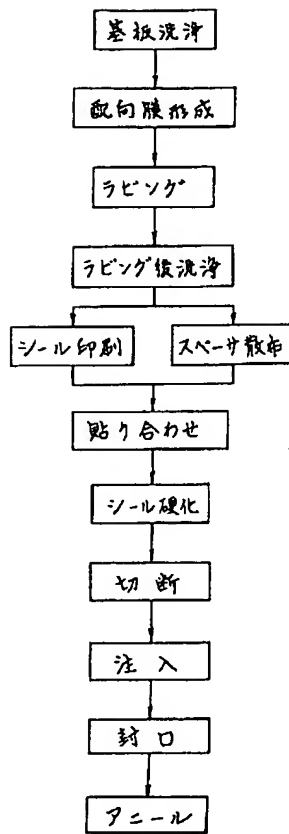 基板洗浄
配向膜形成
ラビング
ラビング後洗浄
シール印刷
スペーサ散布
貼り合わせ
シール硬化
切断
注入
封口
アニール